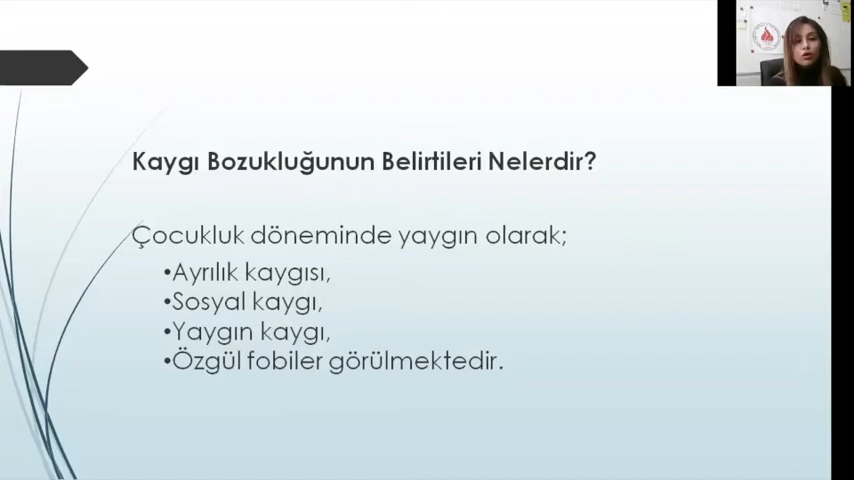 Kaygı Bozukluğunun Belirtileri Nelerdir?
Çocukluk döneminde yaygın olarak;
•Ayrılık kaygısı,
•Sosyal kaygı,
•Yaygın kaygı,
•Özgül fobiler görülmektedir.